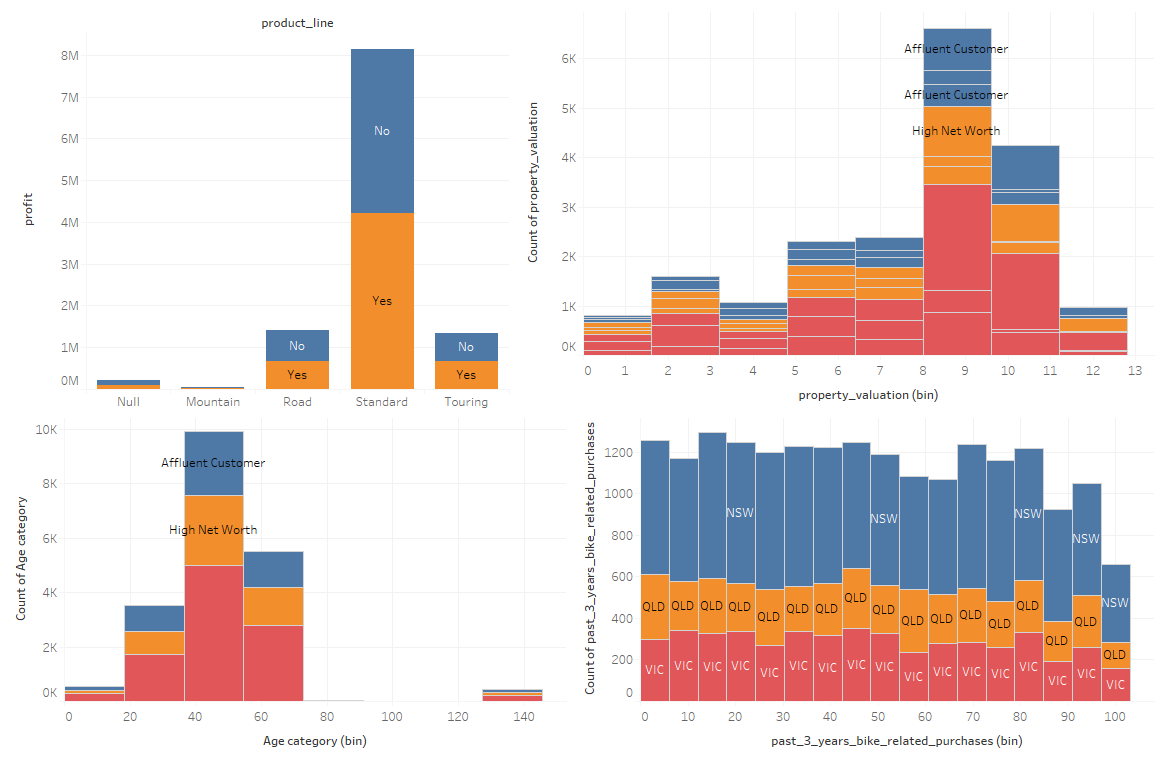 product_line
profit
8M
7M
6M
5M
4M
3M
2M
1M
0M
No
Yes
No
Yes
No
Yes
Null Mountain Road Standard Touring
Count of property_valuation
6K
5K
4K
3K
2K
1K
0K
Affluent Customer
Affluent Customer
High Net Worth
0 1 2 3 4 5 6 7 8 9 10 11 12 13
property_valuation (bin)
Count of Age category
10K
8K
6K
4K
2K
0K
Affluent Customer
High Net Worth
0 20 40 60 80 100 120 140
Age category (bin)
Count of past_3_years_bike_related_purchases
1200
1000
800
600
400
200
0
NSW NSW NSW NSW NSW
QLD QLD QLD QLD QLD QLD QLD QLD QLD QLD QLD QLD QLD QLD QLD QLD QLD
VIC VIC VIC VIC VIC VIC VIC VIC VIC VIC VIC VIC VIC VIC VIC VIC VIC
0 10 20 30 40 50 60 70 80 90 100
past_3_years_bike_related_purchases (bin)